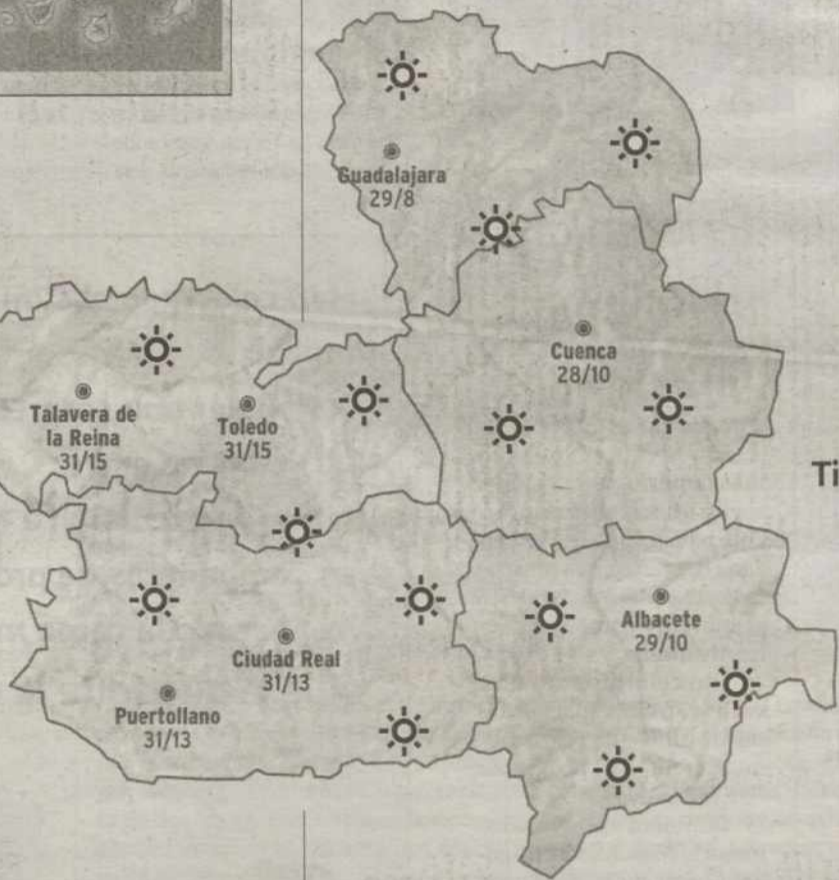 Guadalajara
29/8
Cuenca
28/10
Talavera de
la Reina
31/15
Toledo
31/15
Ti
Albacete
29/10
Ciudad Real
31/13
Puertollano
31/13